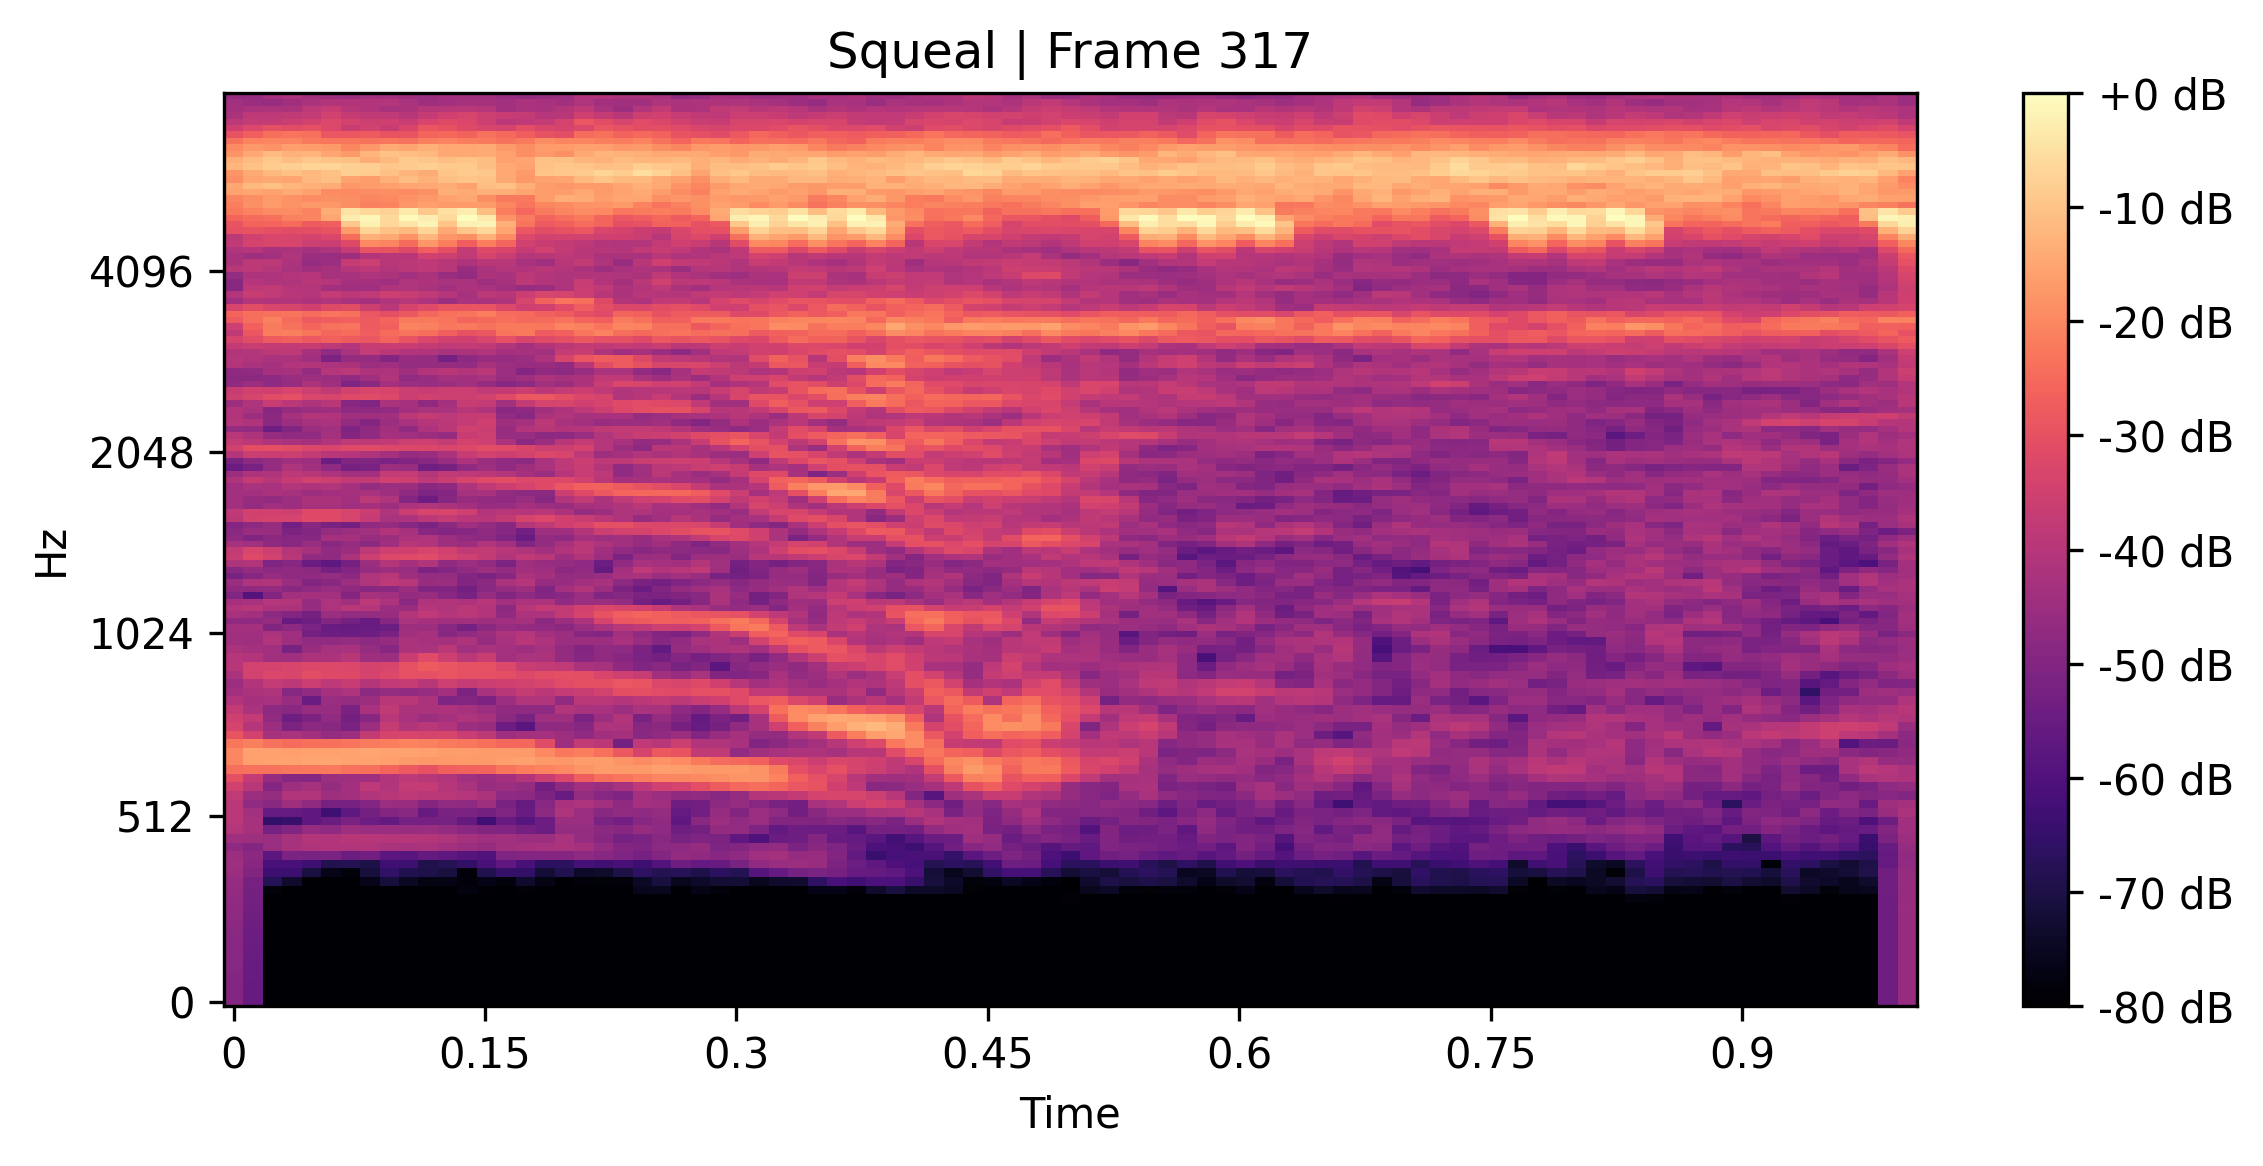 Squeal | Frame 317
+0 dB
-10 dB
4096
-20 dB
-30 dB
2048
-40 dB
Hz
1024
-50 dB
512
-60 dB
-70 dB
0
-80 dB
0 0.15 0.3 0.45 0.6 0.75 0.9
Time